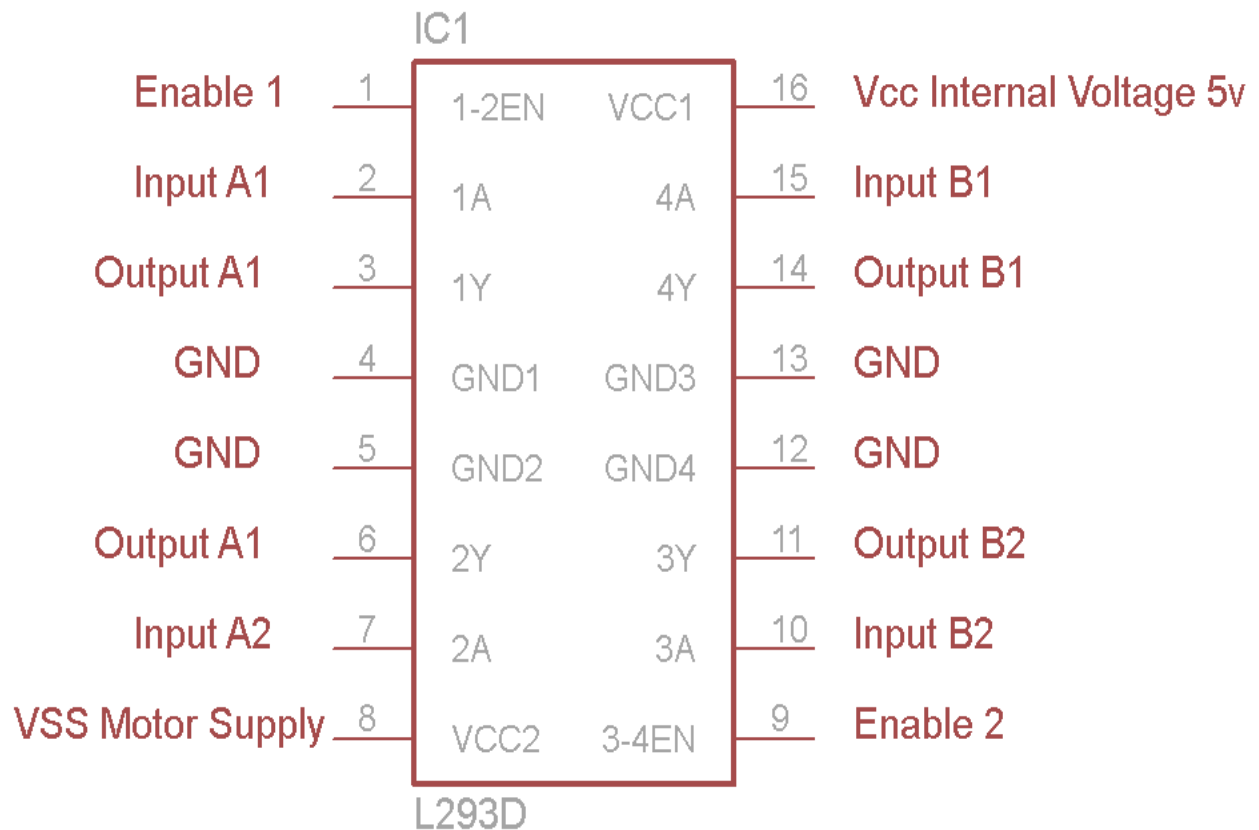 IC1
Enable 1 1 1-2EN VCC1 16 Vcc Internal Voltage 5v
Input A1 2 1A 4A 15 Input B1
Output A1 3 1Y 4Y 14 Output B1
GND 4 GND1 GND3 13 GND
GND 5 GND2 GND4 12 GND
Output A1 6 2Y 3Y 11 Output B2
Input A2 7 2A 3A 10 Input B2
VSS Motor Supply 8 VCC2 3-4EN 9 Enable 2
L293D